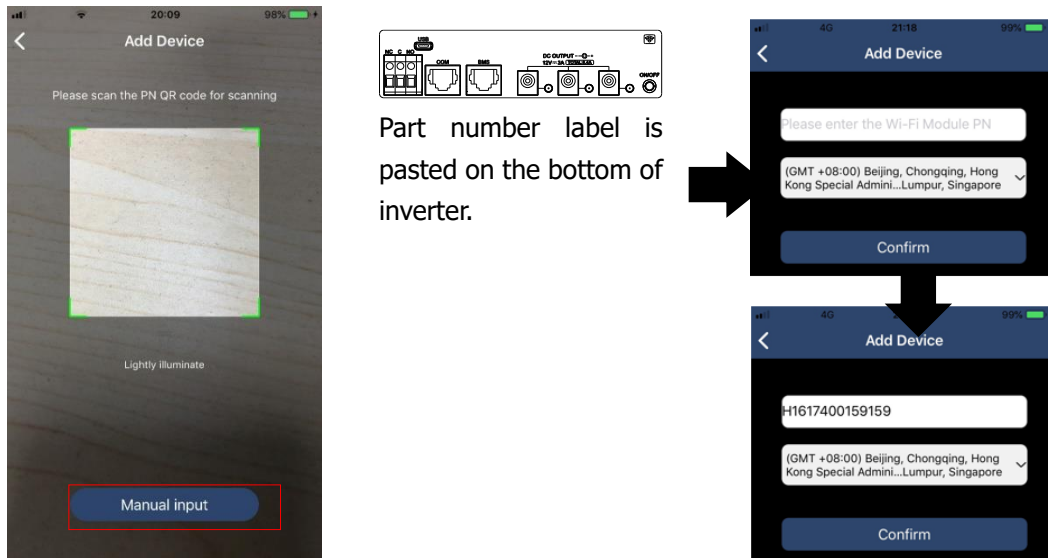 20:09
98%
Add Device
Please scan the PN QR code for scanning
Lightly illuminate
Manual input
USB
NC C NO
COM
BMS
DC OUTPUT
ON/OFF
Part number label is
pasted on the bottom of
inverter.
4G
21:18
99%
Add Device
Please enter the Wi-Fi Module PN
(GMT +08:00) Beijing, Chongqing, Hong
Kong Special Admini...Lumpur, Singapore
Confirm
4G
99%
Add Device
H1617400159159
(GMT +08:00) Beijing, Chongqing, Hong
Kong Special Admini...Lumpur, Singapore
Confirm